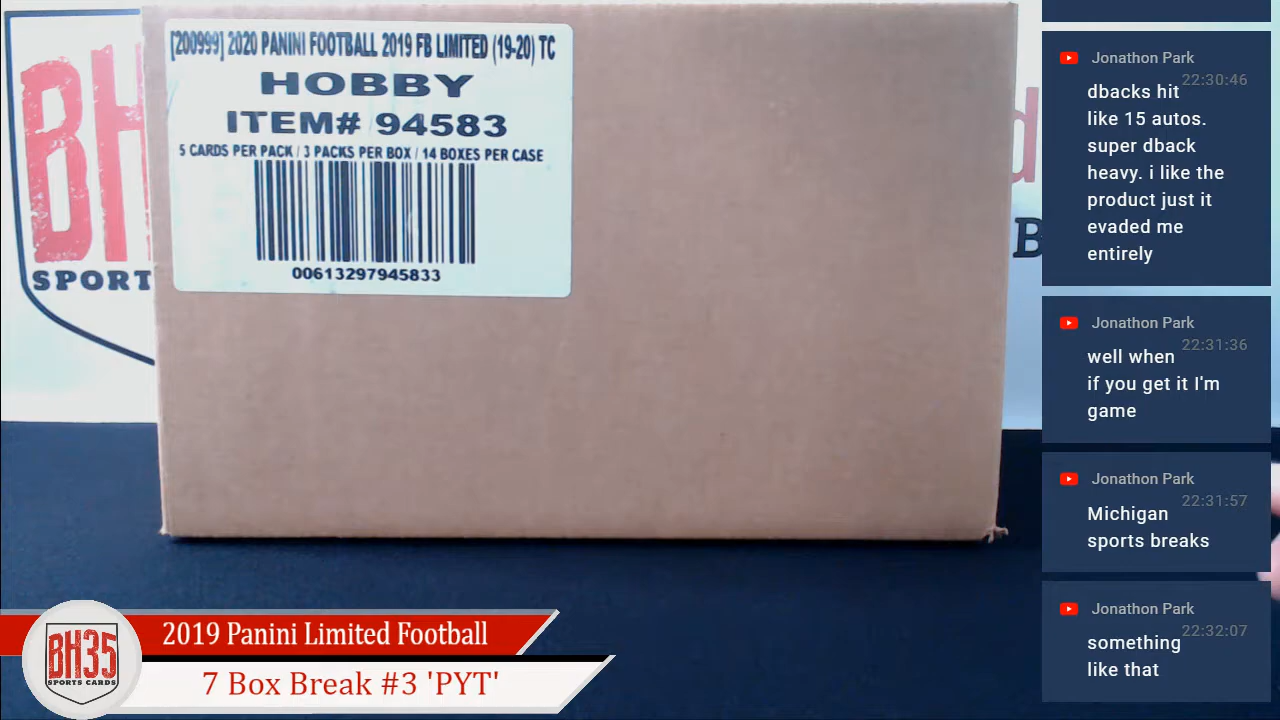 [200999] 2020 PANINI FOOTBALL 2019 FB LIMITED (19-20) TC
HOBBY
ITEM# 94583
5 CARDS PER PACK / 3 PACKS PER BOX / 14 BOXES PER CASE
00613297945833
BH
SPORT
d
B
Jonathon Park
22:30:46
dbacks hit
like 15 autos.
super dback
heavy. i like the
product just it
evaded me
entirely
Jonathon Park
22:31:36
well when
if you get it I'm
game
Jonathon Park
22:31:57
Michigan
sports breaks
Jonathon Park
22:32:07
something
like that
BH35
SPORTS CARDS
2019 Panini Limited Football
7 Box Break #3 'PYT'